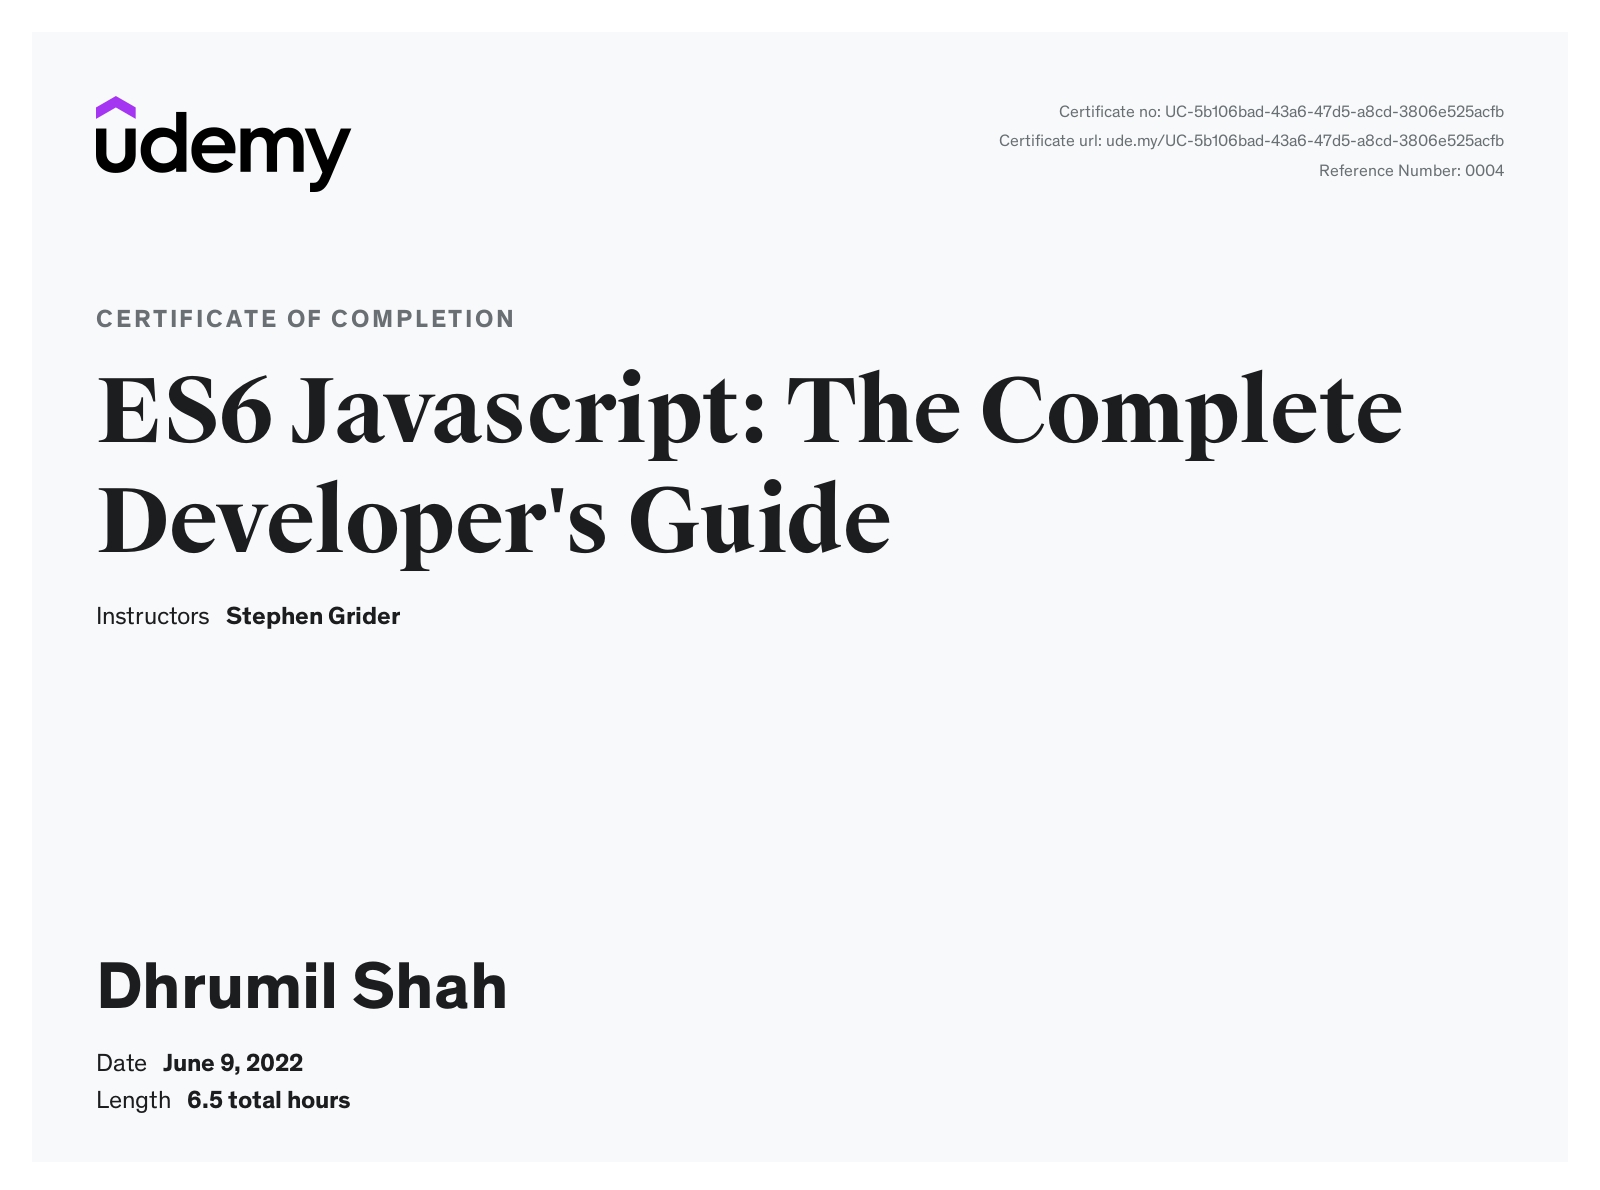 udemy
Certificate no: UC-5b106bad-43a6-47d5-a8cd-3806e525acfb
Certificate url: ude.my/UC-5b106bad-43a6-47d5-a8cd-3806e525acfb
Reference Number: 0004
CERTIFICATE OF COMPLETION
ES6 Javascript: The Complete
Developer's Guide
Instructors Stephen Grider
Dhrumil Shah
Date June 9, 2022
Length 6.5 total hours